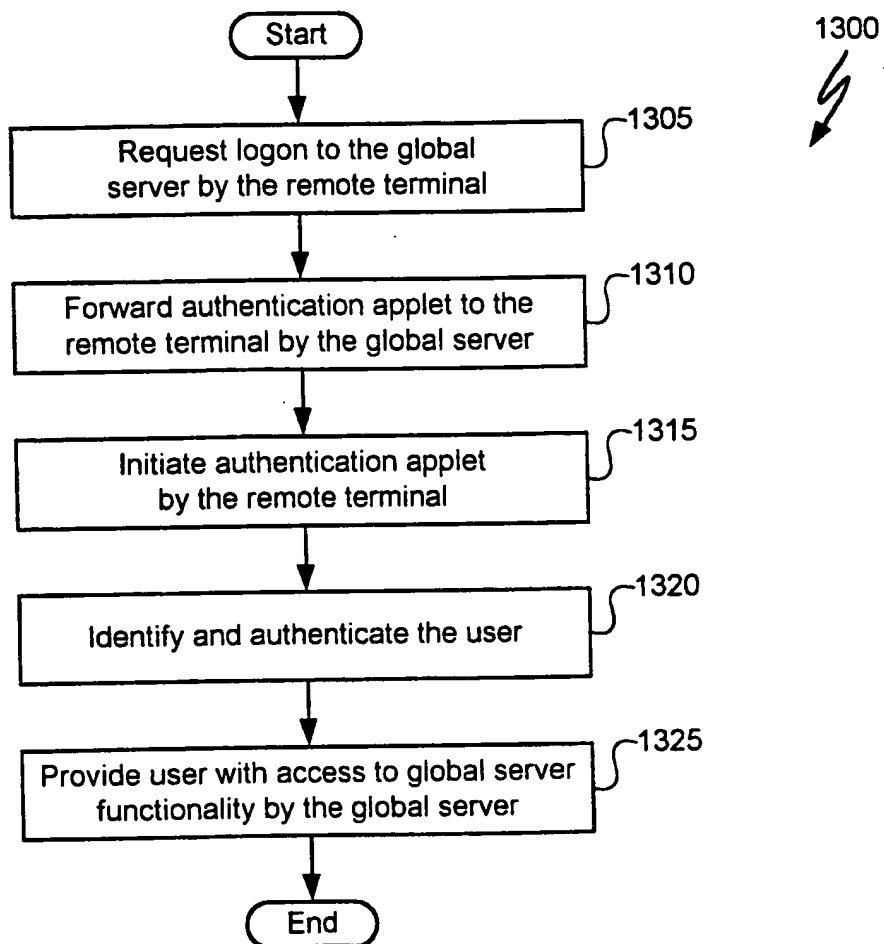 Start
1300
1305
Request logon to the global
server by the remote terminal
1310
Forward authentication applet to the
remote terminal by the global server
1315
Initiate authentication applet
by the remote terminal
1320
Identify and authenticate the user
1325
Provide user with access to global server
functionality by the global server
End